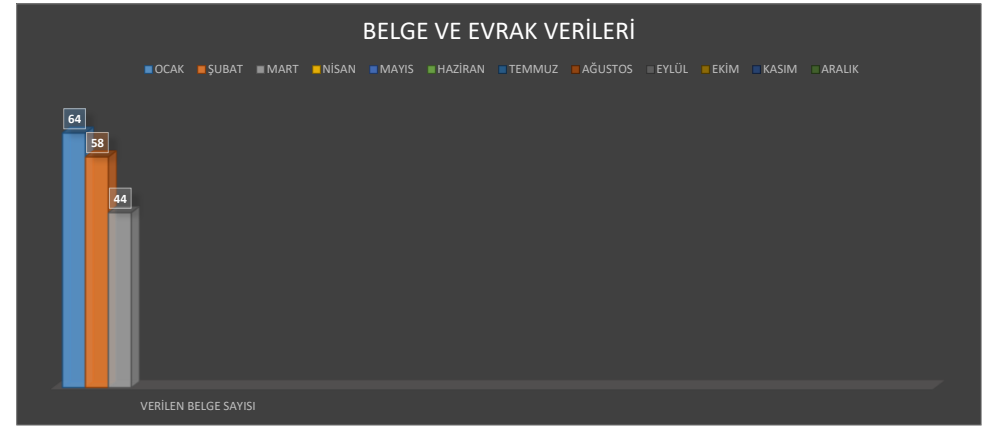 BELGE VE EVRAK VERİLERİ
OCAK ŞUBAT MART NİSAN MAYIS HAZİRAN TEMMUZ AĞUSTOS EYLÜL EKİM KASIM ARALIK
64
58
44
VERİLEN BELGE SAYISI